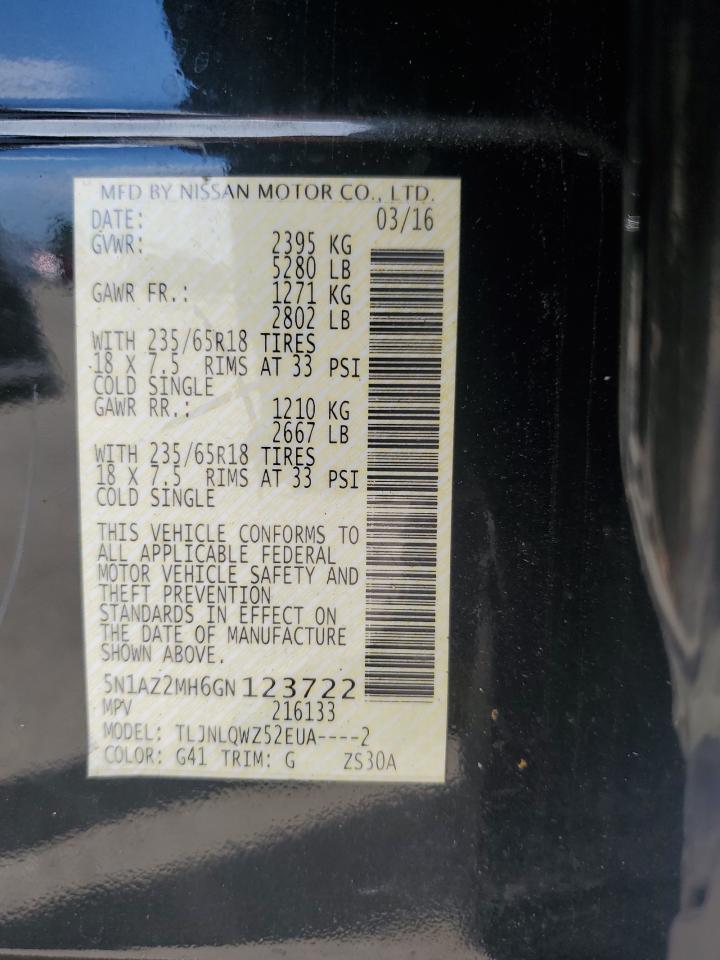 MFD BY NISSAN MOTOR CO., LTD.
DATE: 03/16
GVWR: 2395 KG
5280 LB
GAWR FR.: 1271 KG
2802 LB
WITH 235/65R18 TIRES
18 X 7.5 RIMS AT 33 PSI
COLD SINGLE
GAWR RR.: 1210 KG
2667 LB
WITH 235/65R18 TIRES
18 X 7.5 RIMS AT 33 PSI
COLD SINGLE
THIS VEHICLE CONFORMS TO
ALL APPLICABLE FEDERAL
MOTOR VEHICLE SAFETY AND
THEFT PREVENTION
STANDARDS IN EFFECT ON
THE DATE OF MANUFACTURE
SHOWN ABOVE.
5N1AZ2MH6GN123722
MPV 216133
MODEL: TLJNLQWZ52EUA----2
COLOR: G41 TRIM: G ZS30A